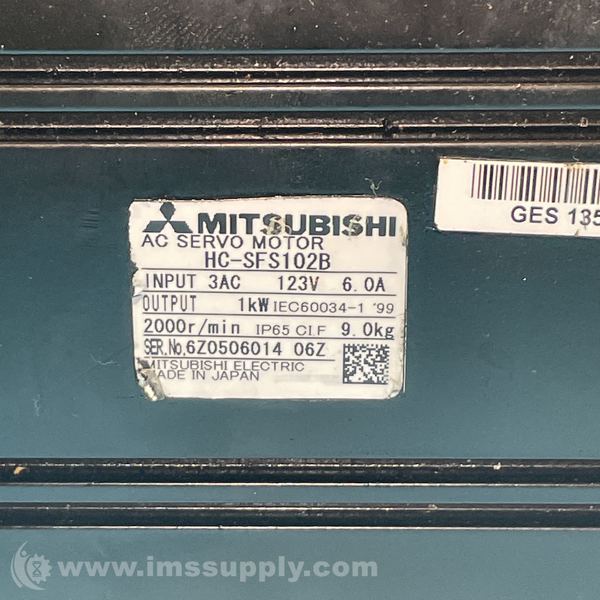 MITSUBISHI
AC SERVO MOTOR
HC-SFS102B
INPUT 3AC 123V 6.0A
OUTPUT 1kW IEC60034-1 '99
2000r/min IP65 CI F 9.0kg
SER.No.6Z0506014 06Z
MITSUBISHI ELECTRIC
MADE IN JAPAN
GES 135
www.imssupply.com